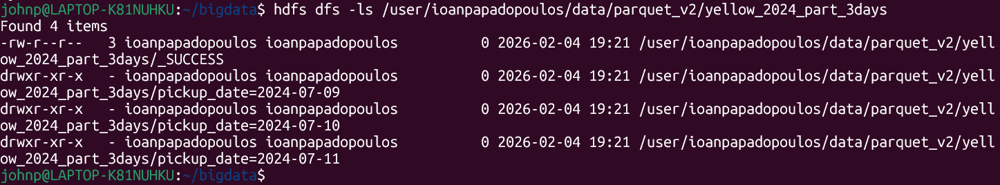 johnp@LAPTOP-K81NUHKU:~/bigdata$ hdfs dfs -ls /user/ioanpapadopoulos/data/parquet_v2/yellow_2024_part_3days
Found 4 items
-rw-r--r--   3 ioanpapadopoulos ioanpapadopoulos          0 2026-02-04 19:21 /user/ioanpapadopoulos/data/parquet_v2/yell
ow_2024_part_3days/_SUCCESS
drwxr-xr-x   - ioanpapadopoulos ioanpapadopoulos          0 2026-02-04 19:21 /user/ioanpapadopoulos/data/parquet_v2/yell
ow_2024_part_3days/pickup_date=2024-07-09
drwxr-xr-x   - ioanpapadopoulos ioanpapadopoulos          0 2026-02-04 19:21 /user/ioanpapadopoulos/data/parquet_v2/yell
ow_2024_part_3days/pickup_date=2024-07-10
drwxr-xr-x   - ioanpapadopoulos ioanpapadopoulos          0 2026-02-04 19:21 /user/ioanpapadopoulos/data/parquet_v2/yell
ow_2024_part_3days/pickup_date=2024-07-11
johnp@LAPTOP-K81NUHKU:~/bigdata$